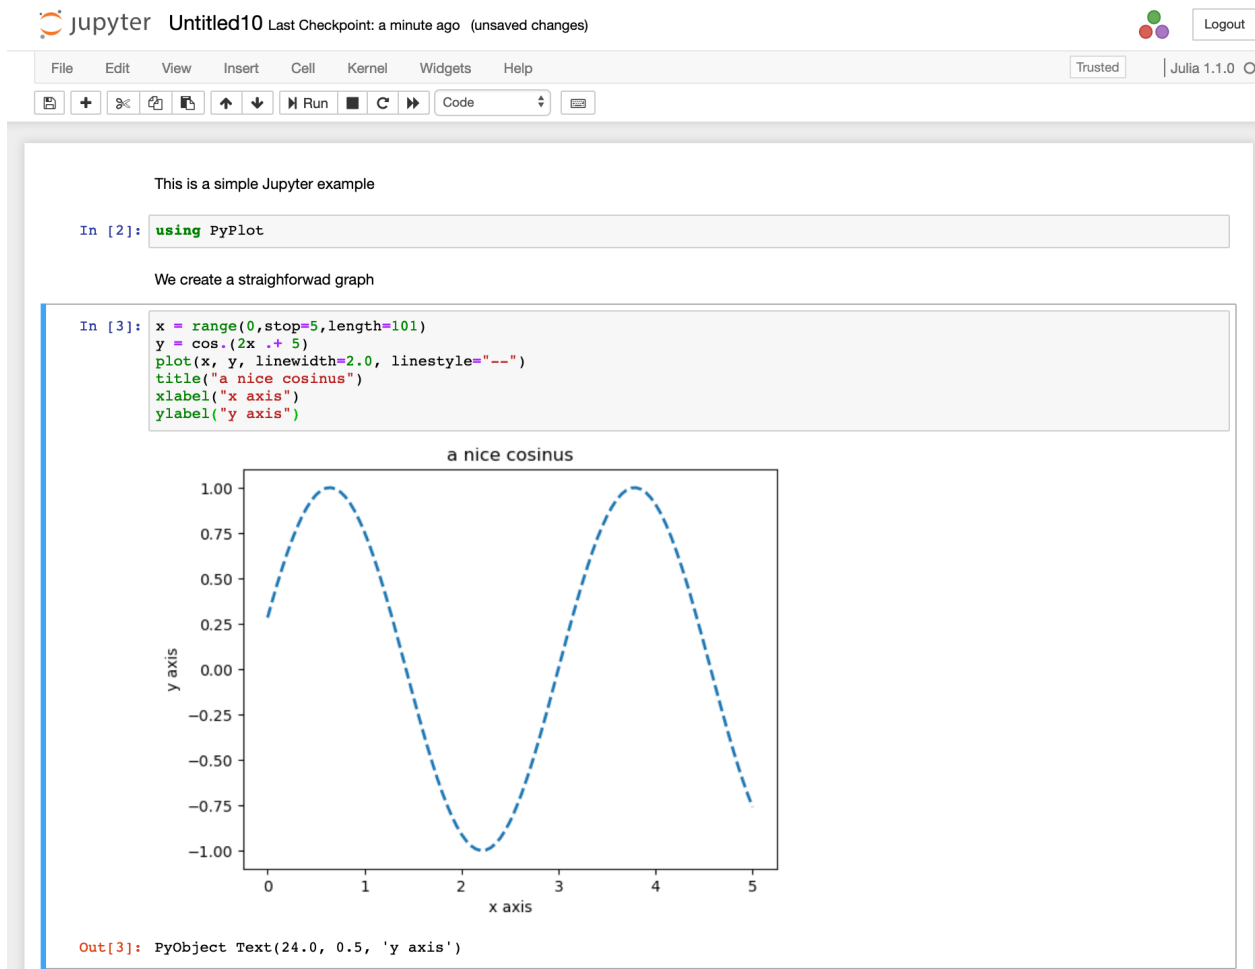 jupyter Untitled10 Last Checkpoint: a minute ago (unsaved changes)
Logout
File Edit View Insert Cell Kernel Widgets Help
Trusted
Julia 1.1.0
Run
Code
This is a simple Jupyter example
In [2]: using PyPlot
We create a straighforwad graph
In [3]: x = range(0,stop=5,length=101)
y = cos.(2x .+ 5)
plot(x, y, linewidth=2.0, linestyle="--")
title("a nice cosinus")
xlabel("x axis")
ylabel("y axis")
a nice cosinus
1.00
0.75
0.50
0.25
0.00
−0.25
−0.50
−0.75
−1.00
y axis
0 1 2 3 4 5
x axis
Out[3]: PyObject Text(24.0, 0.5, 'y axis')